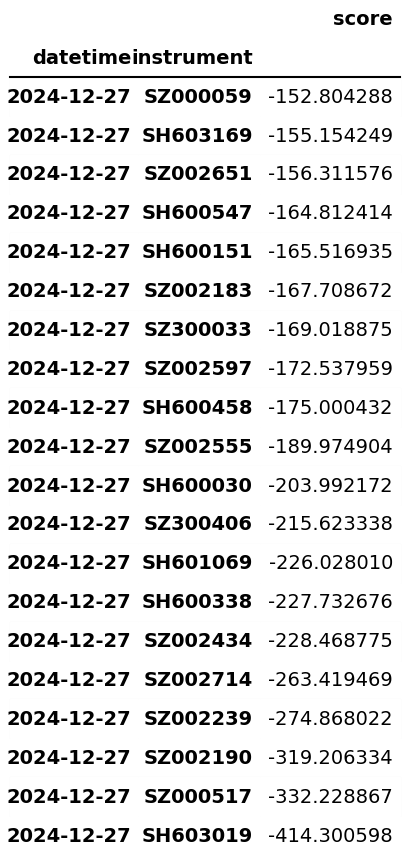 score
datetime instrument
2024-12-27 SZ000059 -152.804288
2024-12-27 SH603169 -155.154249
2024-12-27 SZ002651 -156.311576
2024-12-27 SH600547 -164.812414
2024-12-27 SH600151 -165.516935
2024-12-27 SZ002183 -167.708672
2024-12-27 SZ300033 -169.018875
2024-12-27 SZ002597 -172.537959
2024-12-27 SH600458 -175.000432
2024-12-27 SZ002555 -189.974904
2024-12-27 SH600030 -203.992172
2024-12-27 SZ300406 -215.623338
2024-12-27 SH601069 -226.028010
2024-12-27 SH600338 -227.732676
2024-12-27 SZ002434 -228.468775
2024-12-27 SZ002714 -263.419469
2024-12-27 SZ002239 -274.868022
2024-12-27 SZ002190 -319.206334
2024-12-27 SZ000517 -332.228867
2024-12-27 SH603019 -414.300598